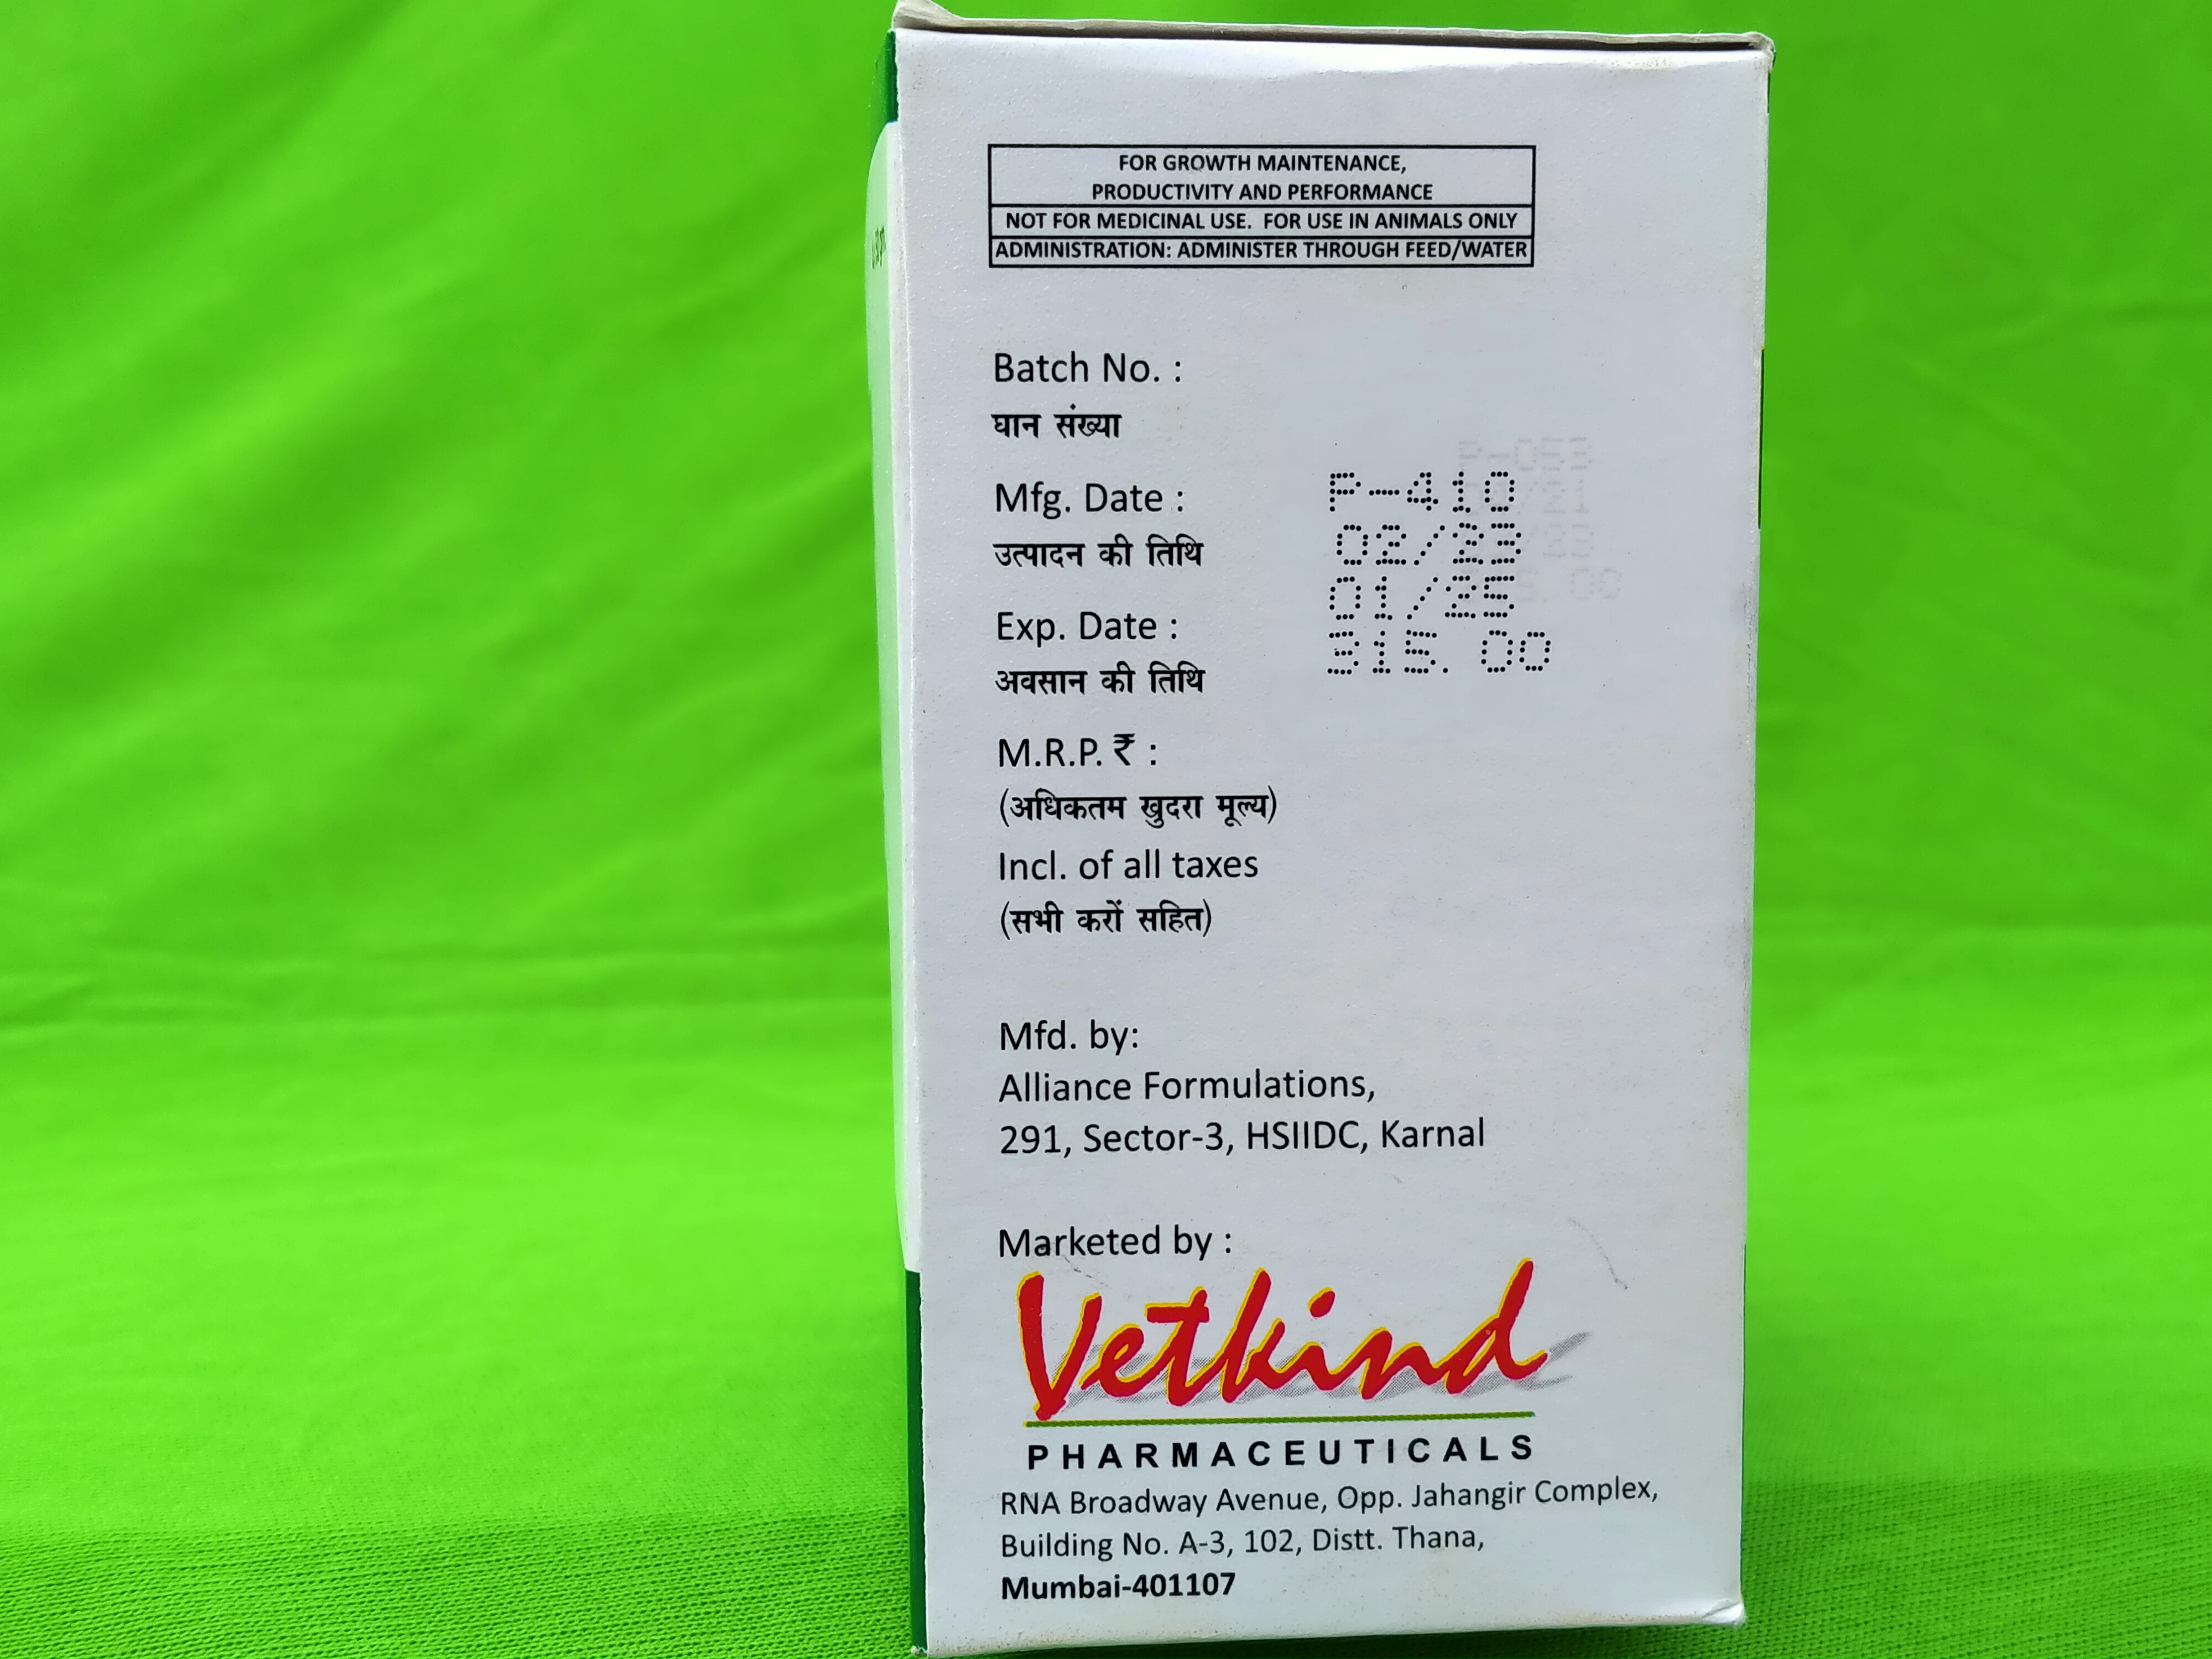 FOR GROWTH MAINTENANCE,
PRODUCTIVITY AND PERFORMANCE
NOT FOR MEDICINAL USE. FOR USE IN ANIMALS ONLY
ADMINISTRATION: ADMINISTER THROUGH FEED/WATER
Batch No. :
घान संख्या
Mfg. Date :
उत्पादन की तिथि
Exp. Date :
अवसान की तिथि
P-410
02/23
01/25
315.00
M.R.P. ₹ :
(अधिकतम खुदरा मूल्य)
Incl. of all taxes
(सभी करों सहित)
Mfd. by:
Alliance Formulations,
291, Sector-3, HSIIDC, Karnal
Marketed by :
Vetkind
PHARMACEUTICALS
RNA Broadway Avenue, Opp. Jahangir Complex,
Building No. A-3, 102, Distt. Thana,
Mumbai-401107